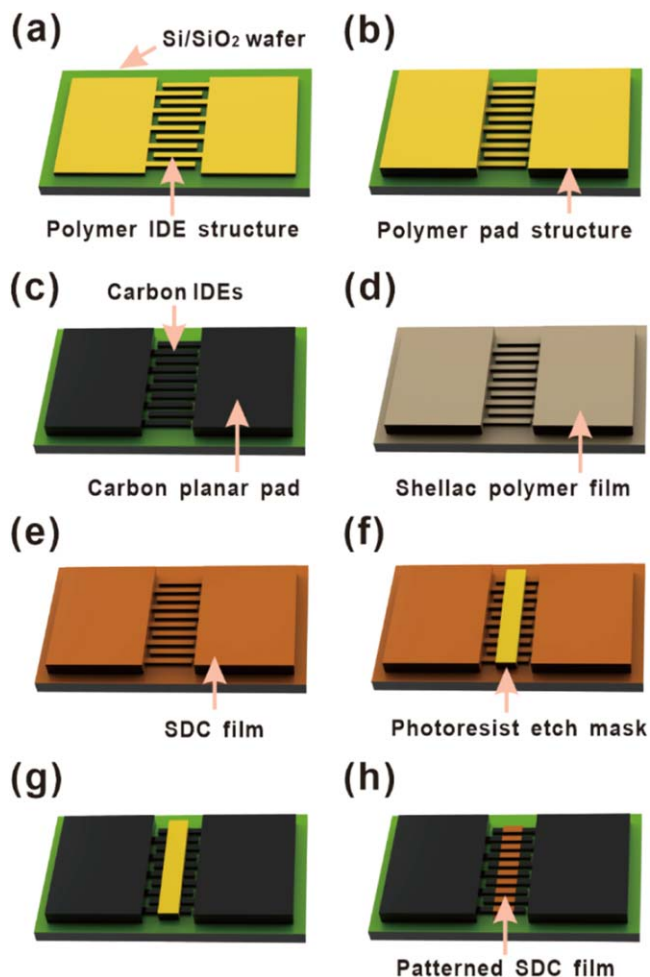 (a)
Si/SiO₂ wafer
Polymer IDE structure
(b)
Polymer pad structure
(c)
Carbon IDEs
Carbon planar pad
(d)
Shellac polymer film
(e)
SDC film
(f)
Photoresist etch mask
(g)
(h)
Patterned SDC film